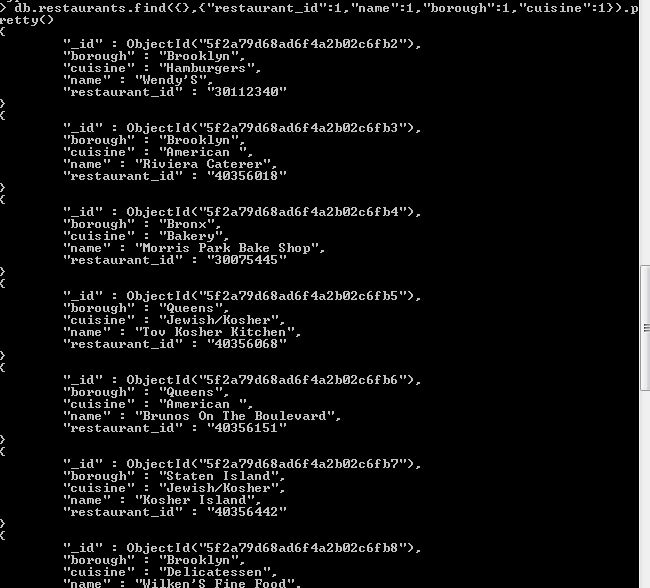 > db.restaurants.find({},{"restaurant_id":1,"name":1,"borough":1,"cuisine":1}).p
retty()
{
"_id" : ObjectId("5f2a79d68ad6f4a2b02c6fb2"),
"borough" : "Brooklyn",
"cuisine" : "Hamburgers",
"name" : "Wendy'S",
"restaurant_id" : "30112340"
}
{
"_id" : ObjectId("5f2a79d68ad6f4a2b02c6fb3"),
"borough" : "Brooklyn",
"cuisine" : "American ",
"name" : "Riviera Caterer",
"restaurant_id" : "40356018"
}
{
"_id" : ObjectId("5f2a79d68ad6f4a2b02c6fb4"),
"borough" : "Bronx",
"cuisine" : "Bakery",
"name" : "Morris Park Bake Shop",
"restaurant_id" : "30075445"
}
{
"_id" : ObjectId("5f2a79d68ad6f4a2b02c6fb5"),
"borough" : "Queens",
"cuisine" : "Jewish/Kosher",
"name" : "Tov Kosher Kitchen",
"restaurant_id" : "40356068"
}
{
"_id" : ObjectId("5f2a79d68ad6f4a2b02c6fb6"),
"borough" : "Queens",
"cuisine" : "American ",
"name" : "Brunos On The Boulevard",
"restaurant_id" : "40356151"
}
{
"_id" : ObjectId("5f2a79d68ad6f4a2b02c6fb7"),
"borough" : "Staten Island",
"cuisine" : "Jewish/Kosher",
"name" : "Kosher Island",
"restaurant_id" : "40356442"
}
{
"_id" : ObjectId("5f2a79d68ad6f4a2b02c6fb8"),
"borough" : "Brooklyn",
"cuisine" : "Delicatessen",
"name" : "Wilken'S Fine Food",